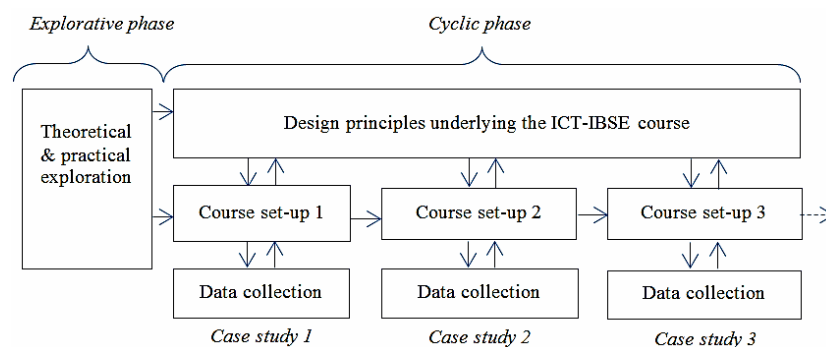 Explorative phase
Cyclic phase
Theoretical
& practical
exploration
Design principles underlying the ICT-IBSE course
Course set-up 1
Course set-up 2
Course set-up 3
Data collection
Data collection
Data collection
Case study 1
Case study 2
Case study 3